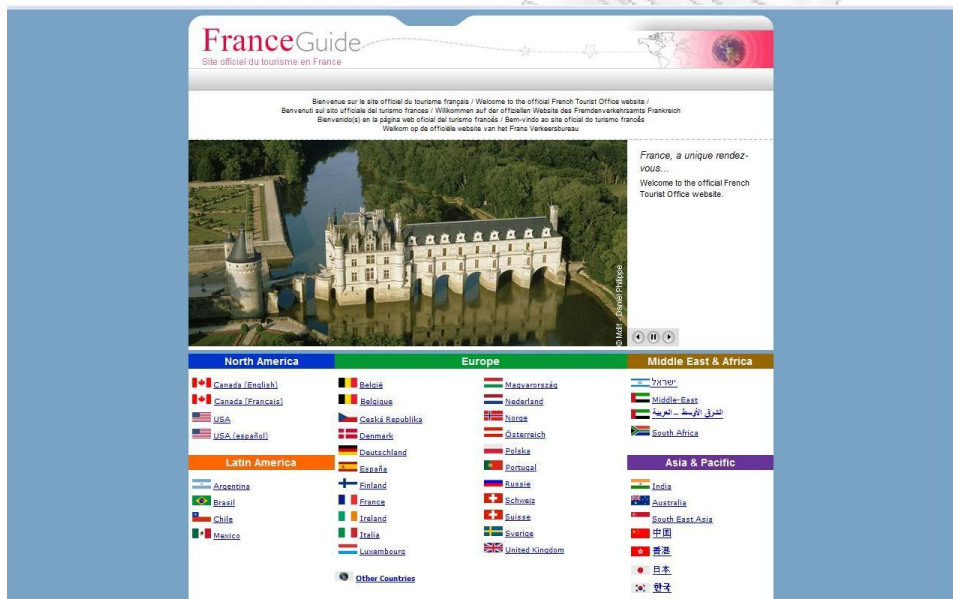 FranceGuide
Site officiel du tourisme en France
Bienvenue sur le site officiel du tourisme français / Welcome to the official French Tourist Office website /
Benvenuti sul sito ufficiale del turismo frances / Willkommen auf der offiziellen Website des Fremdenverkehrsamts Frankreich
Bienvenido(s) en la página web oficial del turismo francés / Bem-vindo ao site oficial do turismo francês
Welkom op de officiële website van het Frans Verkeersbureau
France, a unique rendez-
vous...
Welcome to the official French
Tourist Office website.
© Mdlf - Daniel Philippe
North America
Canada (English)
Canada (Francais)
USA
USA (español)
Latin America
Argentina
Brasil
Chile
Mexico
Europe
België
Belgique
Ceská Republika
Denmark
Deutschland
España
Finland
France
Ireland
Italia
Luxembourg
Other Countries
Magyarország
Nederland
Norge
Österreich
Polska
Portugal
Russie
Schweiz
Suisse
Sverige
United Kingdom
Middle East & Africa
ישראל
Middle-East
الشرق الأوسط – العربية
South Africa
Asia & Pacific
India
Australia
South East Asia
中国
香港
日本
한국